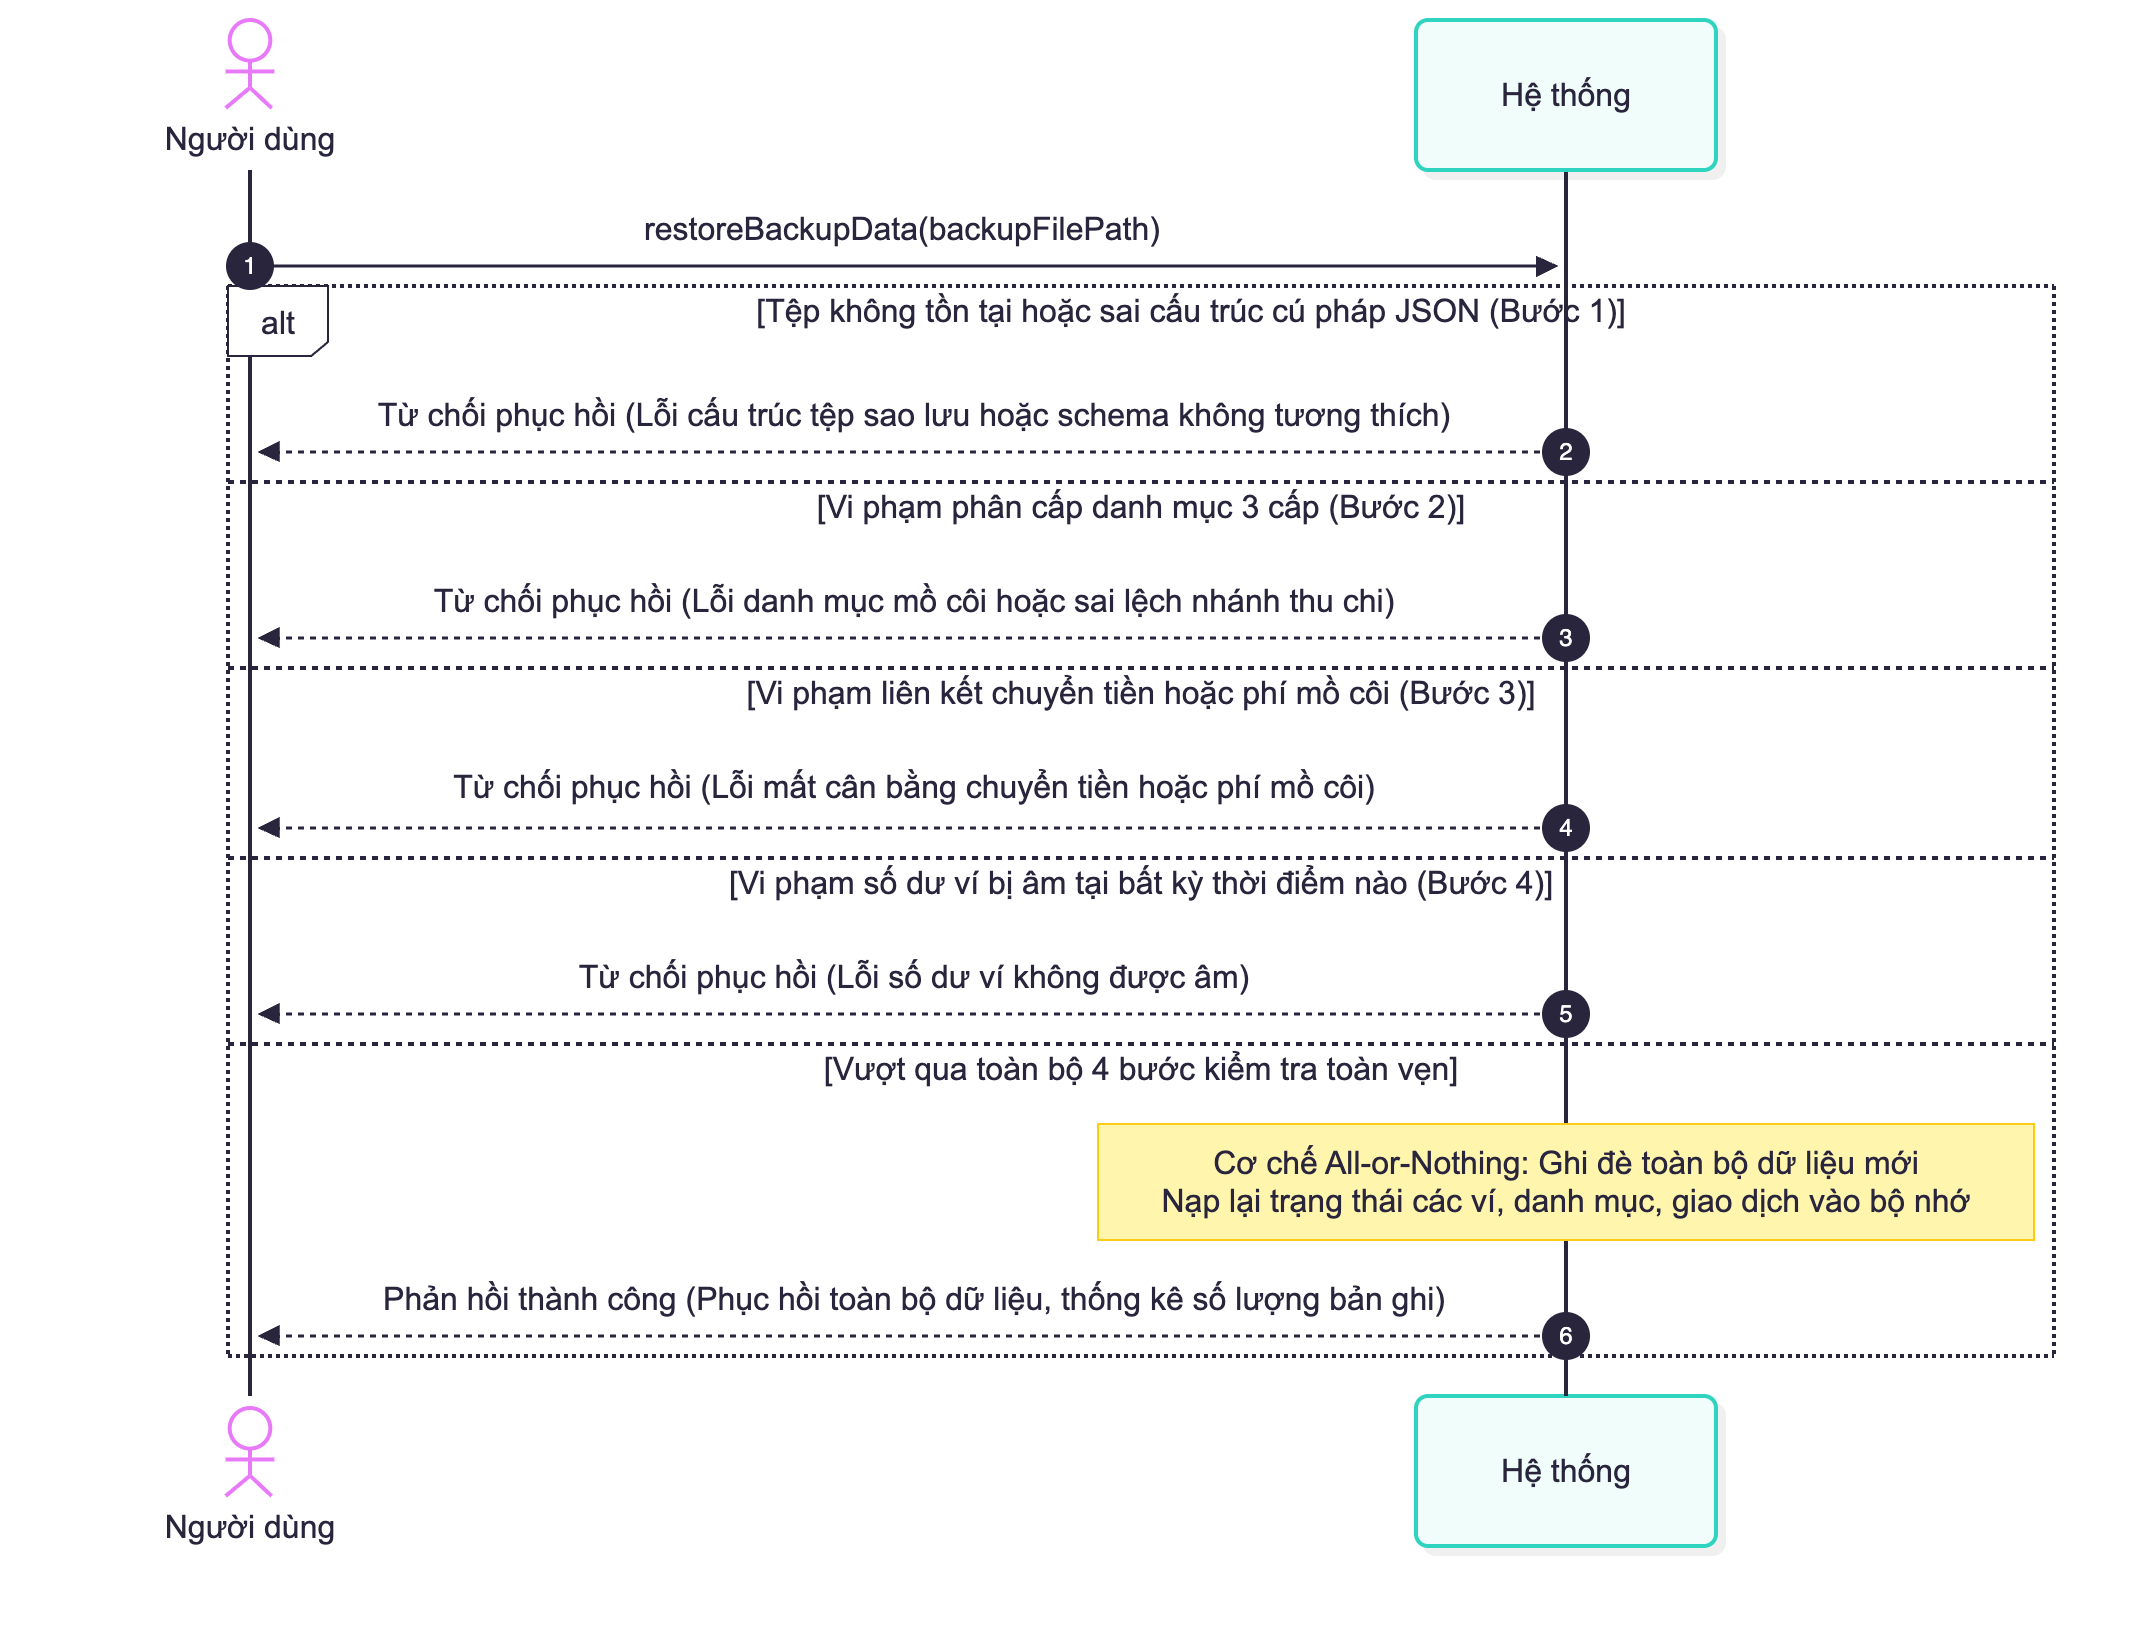 Người dùng
Hệ thống
restoreBackupData(backupFilePath)
1
alt
[Tệp không tồn tại hoặc sai cấu trúc cú pháp JSON (Bước 1)]
Từ chối phục hồi (Lỗi cấu trúc tệp sao lưu hoặc schema không tương thích)
2
[Vi phạm phân cấp danh mục 3 cấp (Bước 2)]
Từ chối phục hồi (Lỗi danh mục mồ côi hoặc sai lệch nhánh thu chi)
3
[Vi phạm liên kết chuyển tiền hoặc phí mồ côi (Bước 3)]
Từ chối phục hồi (Lỗi mất cân bằng chuyển tiền hoặc phí mồ côi)
4
[Vi phạm số dư ví bị âm tại bất kỳ thời điểm nào (Bước 4)]
Từ chối phục hồi (Lỗi số dư ví không được âm)
5
[Vượt qua toàn bộ 4 bước kiểm tra toàn vẹn]
Cơ chế All-or-Nothing: Ghi đè toàn bộ dữ liệu mới
Nạp lại trạng thái các ví, danh mục, giao dịch vào bộ nhớ
Phản hồi thành công (Phục hồi toàn bộ dữ liệu, thống kê số lượng bản ghi)
6
Người dùng
Hệ thống